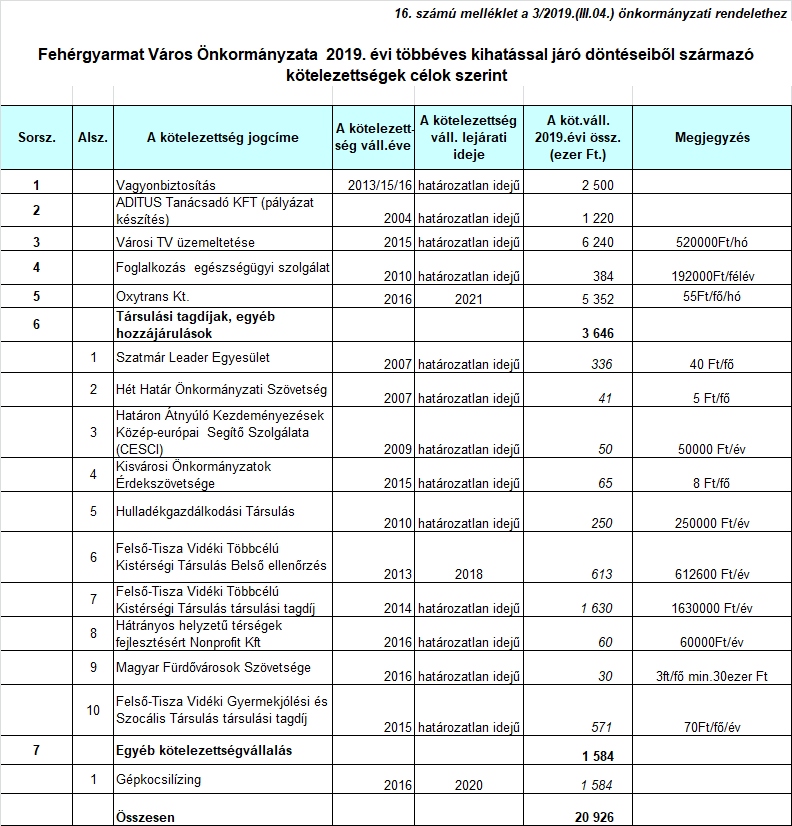 16. számú melléklet a 3/2019.(III.04.) önkormányzati rendelethez
Fehérgyarmat Város Önkormányzata 2019. évi többéves kihatással járó döntéseiből származó
kötelezettségek célok szerint
Sorsz. Alsz. A kötelezettség jogcíme A kötelezett-ség váll.éve A kötelezettség váll. lejárati ideje A köt.váll. 2019.évi össz. (ezer Ft.) Megjegyzés
1 Vagyonbiztosítás 2013/15/16 határozatlan idejű 2 500
2 ADITUS Tanácsadó KFT (pályázat
készítés) 2004 határozatlan idejű 1 220
3 Városi TV üzemeltetése 2015 határozatlan idejű 6 240 520000Ft/hó
4 Foglalkozás egészségügyi szolgálat 2010 határozatlan idejű 384 192000Ft/félév
5 Oxytrans Kt. 2016 2021 5 352 55Ft/fő/hó
6 Társulási tagdíjak, egyéb
hozzájárulások 3 646
1 Szatmár Leader Egyesület 2007 határozatlan idejű 336 40 Ft/fő
2 Hét Határ Önkormányzati Szövetség 2007 határozatlan idejű 41 5 Ft/fő
3 Határon Átnyúló Kezdeményezések
Közép-európai Segítő Szolgálata
(CESCI) 2009 határozatlan idejű 50 50000 Ft/év
4 Kisvárosi Önkormányzatok
Érdekszövetsége 2015 határozatlan idejű 65 8 Ft/fő
5 Hulladékgazdálkodási Társulás 2010 határozatlan idejű 250 250000 Ft/év
6 Felső-Tisza Vidéki Többcélú
Kistérségi Társulás Belső ellenőrzés 2013 2018 613 612600 Ft/év
7 Felső-Tisza Vidéki Többcélú
Kistérségi Társulás társulási tagdíj 2014 határozatlan idejű 1 630 1630000 Ft/év
8 Hátrányos helyzetű térségek
fejlesztésért Nonprofit Kft 2016 határozatlan idejű 60 60000Ft/év
9 Magyar Fürdővárosok Szövetsége 2016 határozatlan idejű 30 3ft/fő min.30ezer Ft
10 Felső-Tisza Vidéki Gyermekjólési és
Szocális Társulás társulási tagdíj 2015 határozatlan idejű 571 70Ft/fő/év
7 Egyéb kötelezettségvállalás 1 584
1 Gépkocsilízing 2016 2020 1 584
Összesen 20 926